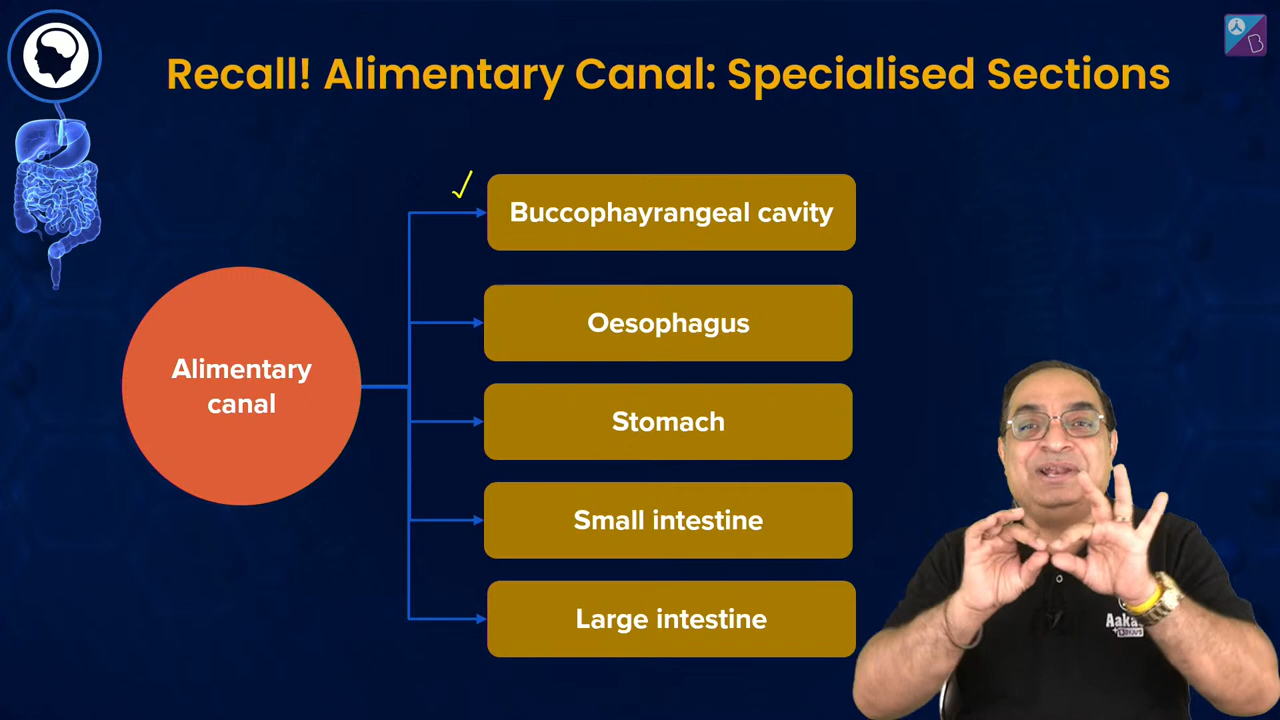 Recall! Alimentary Canal: Specialised Sections
Buccophayrangeal cavity
Oesophagus
Alimentary
canal
Stomach
Small intestine
Large intestine